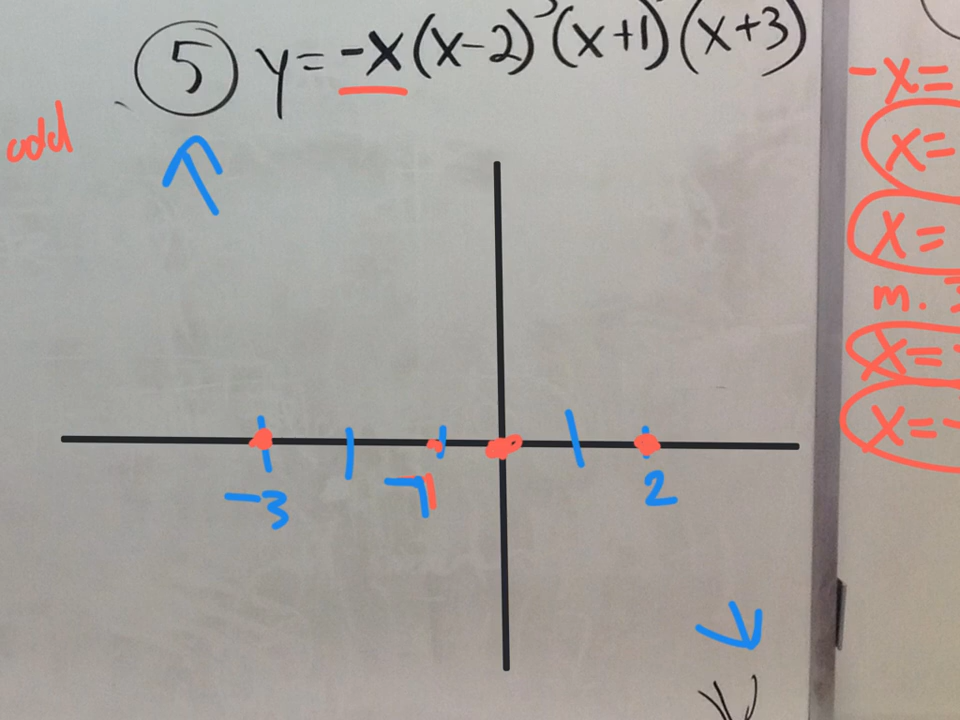 5 y = -x(x-2)³(x+1)(x+3)
-x =
odd
x =
x =
m.
x =
x = -
-3 -1 2